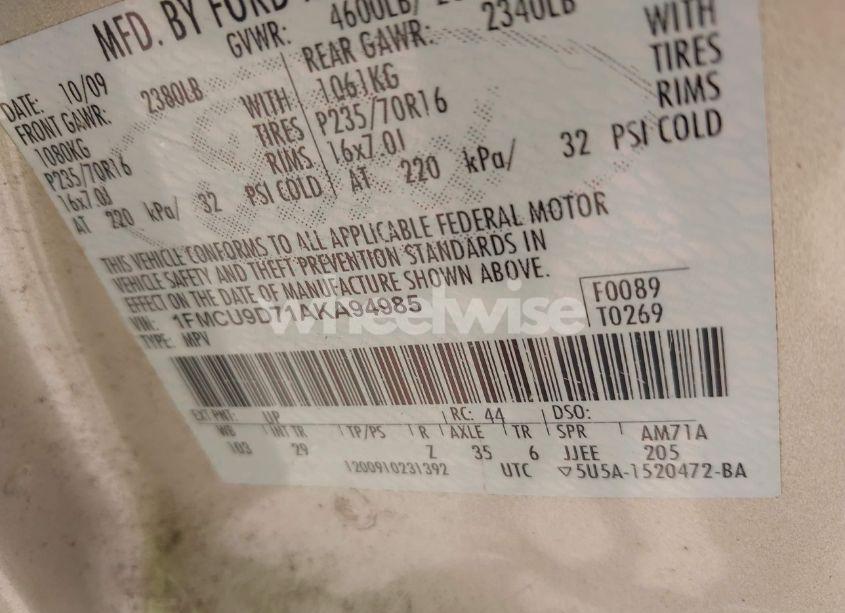 MFD. BY FORD
DATE: 10/09 GVWR: 4600LB/
FRONT GAWR: 2380LB REAR GAWR: 2340LB
1080KG WITH 1061KG WITH
P235/70R16 TIRES P235/70R16 TIRES
16x7.0J RIMS 16x7.0J RIMS
AT 220 kPa/ 32 PSI COLD AT 220 kPa/ 32 PSI COLD
THIS VEHICLE CONFORMS TO ALL APPLICABLE FEDERAL MOTOR
VEHICLE SAFETY AND THEFT PREVENTION STANDARDS IN
EFFECT ON THE DATE OF MANUFACTURE SHOWN ABOVE.
VIN: 1FMCU9D71AKA94985 F0089
TYPE: MPV T0269
wheelwise
EXT PNT: UP RC: 44 DSO:
WB INT TR TP/PS R AXLE TR SPR AM71A
103 29 Z 35 6 JJEE 205
1200910231392 UTC ▽5U5A-1520472-BA